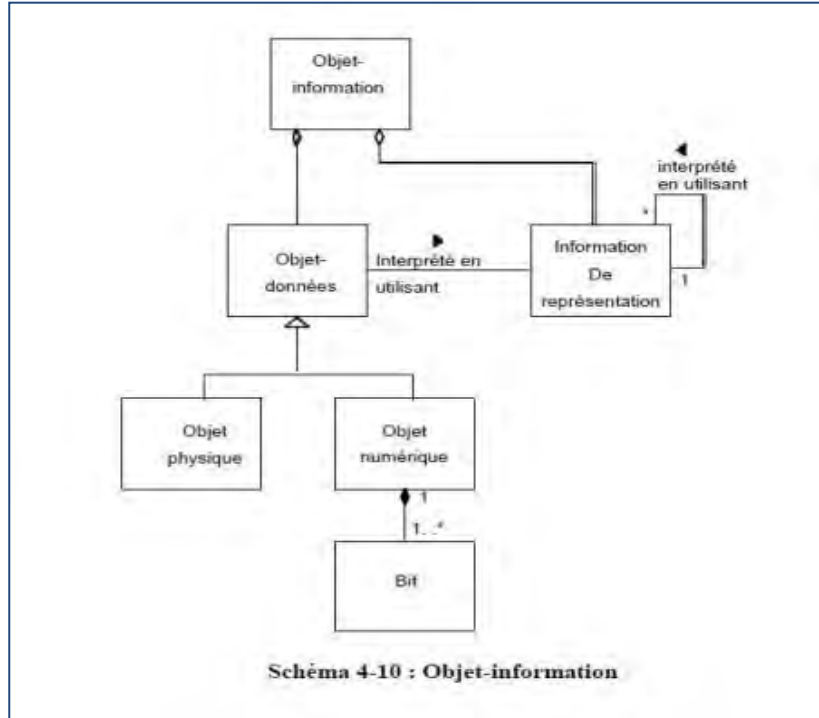 Objet-
information
interprété
en utilisant
*
1
Objet-
données
Interprété en
utilisant
Information
De
représentation
Objet
physique
Objet
numérique
1
1..*
Bit
Schéma 4-10 : Objet-information